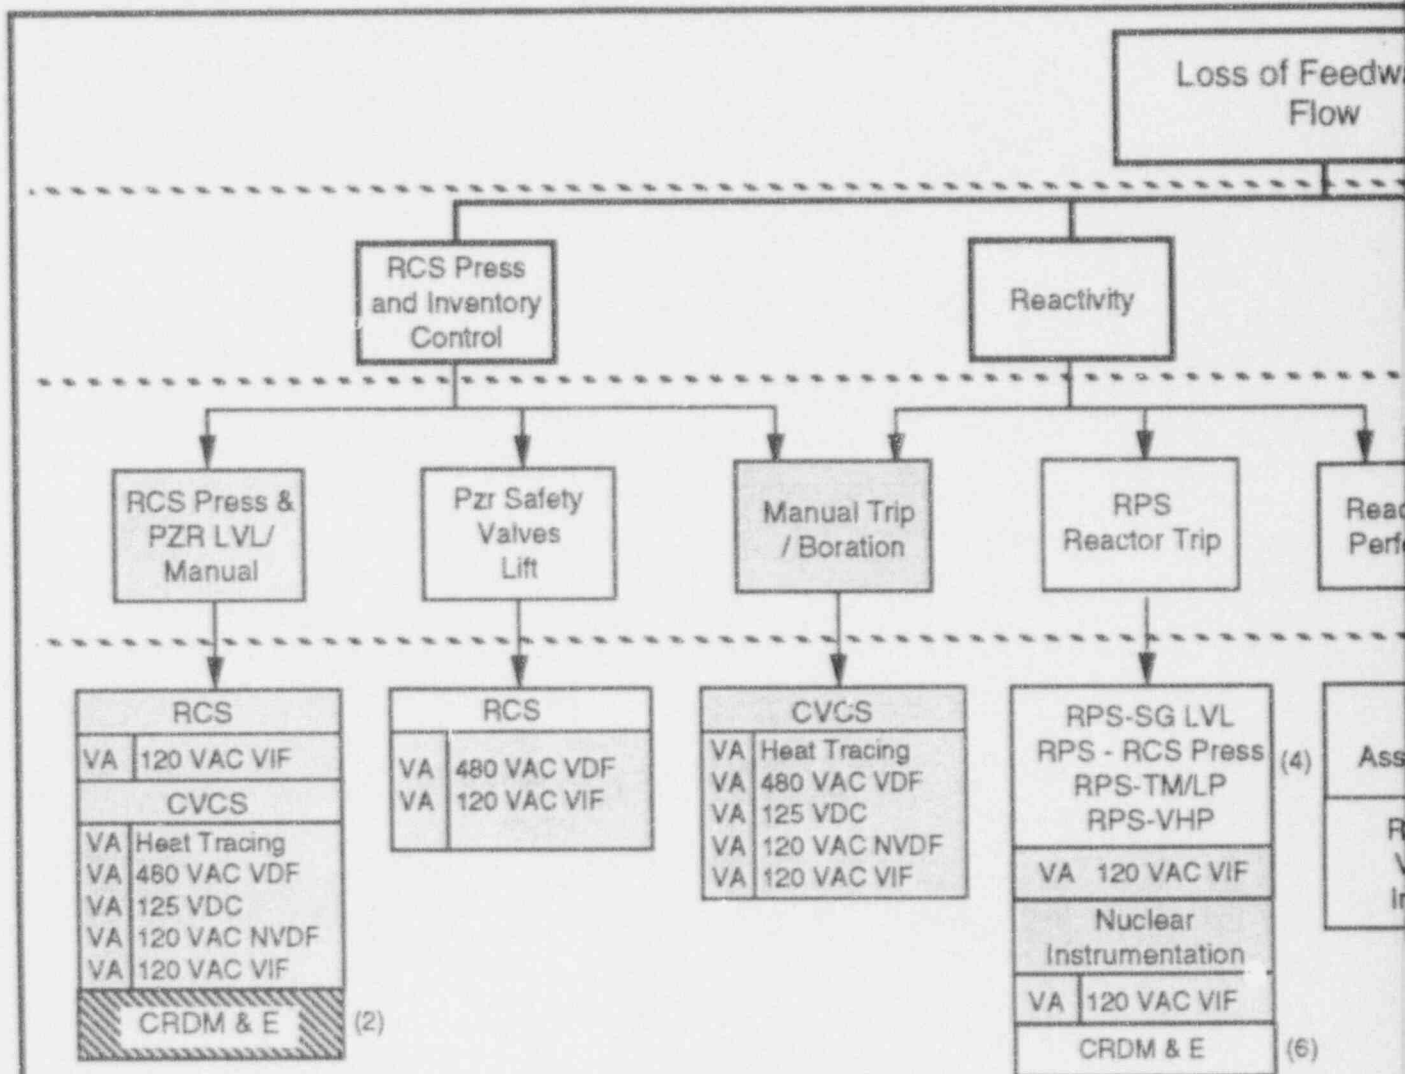 Loss of Feedwa
Flow
RCS Press
and Inventory
Control
Reactivity
RCS Press &
PZR LVL/
Manual
Pzr Safety
Valves
Lift
Manual Trip
/ Boration
RPS
Reactor Trip
Reac
Perfo
RCS
VA 120 VAC VIF
CVCS
VA Heat Tracing
VA 480 VAC VDF
VA 125 VDC
VA 120 VAC NVDF
VA 120 VAC VIF
CRDM & E (2)
RCS
VA 480 VAC VDF
VA 120 VAC VIF
CVCS
VA Heat Tracing
VA 480 VAC VDF
VA 125 VDC
VA 120 VAC NVDF
VA 120 VAC VIF
RPS-SG LVL
RPS - RCS Press (4)
RPS-TM/LP
RPS-VHP
VA 120 VAC VIF
Nuclear
Instrumentation
VA 120 VAC VIF
CRDM & E (6)
Ass
R
V
In